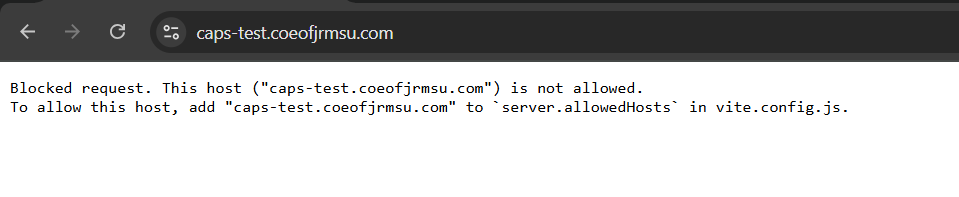 caps-test.coeofjrmsu.com
Blocked request. This host ("caps-test.coeofjrmsu.com") is not allowed.
To allow this host, add "caps-test.coeofjrmsu.com" to `server.allowedHosts` in vite.config.js.